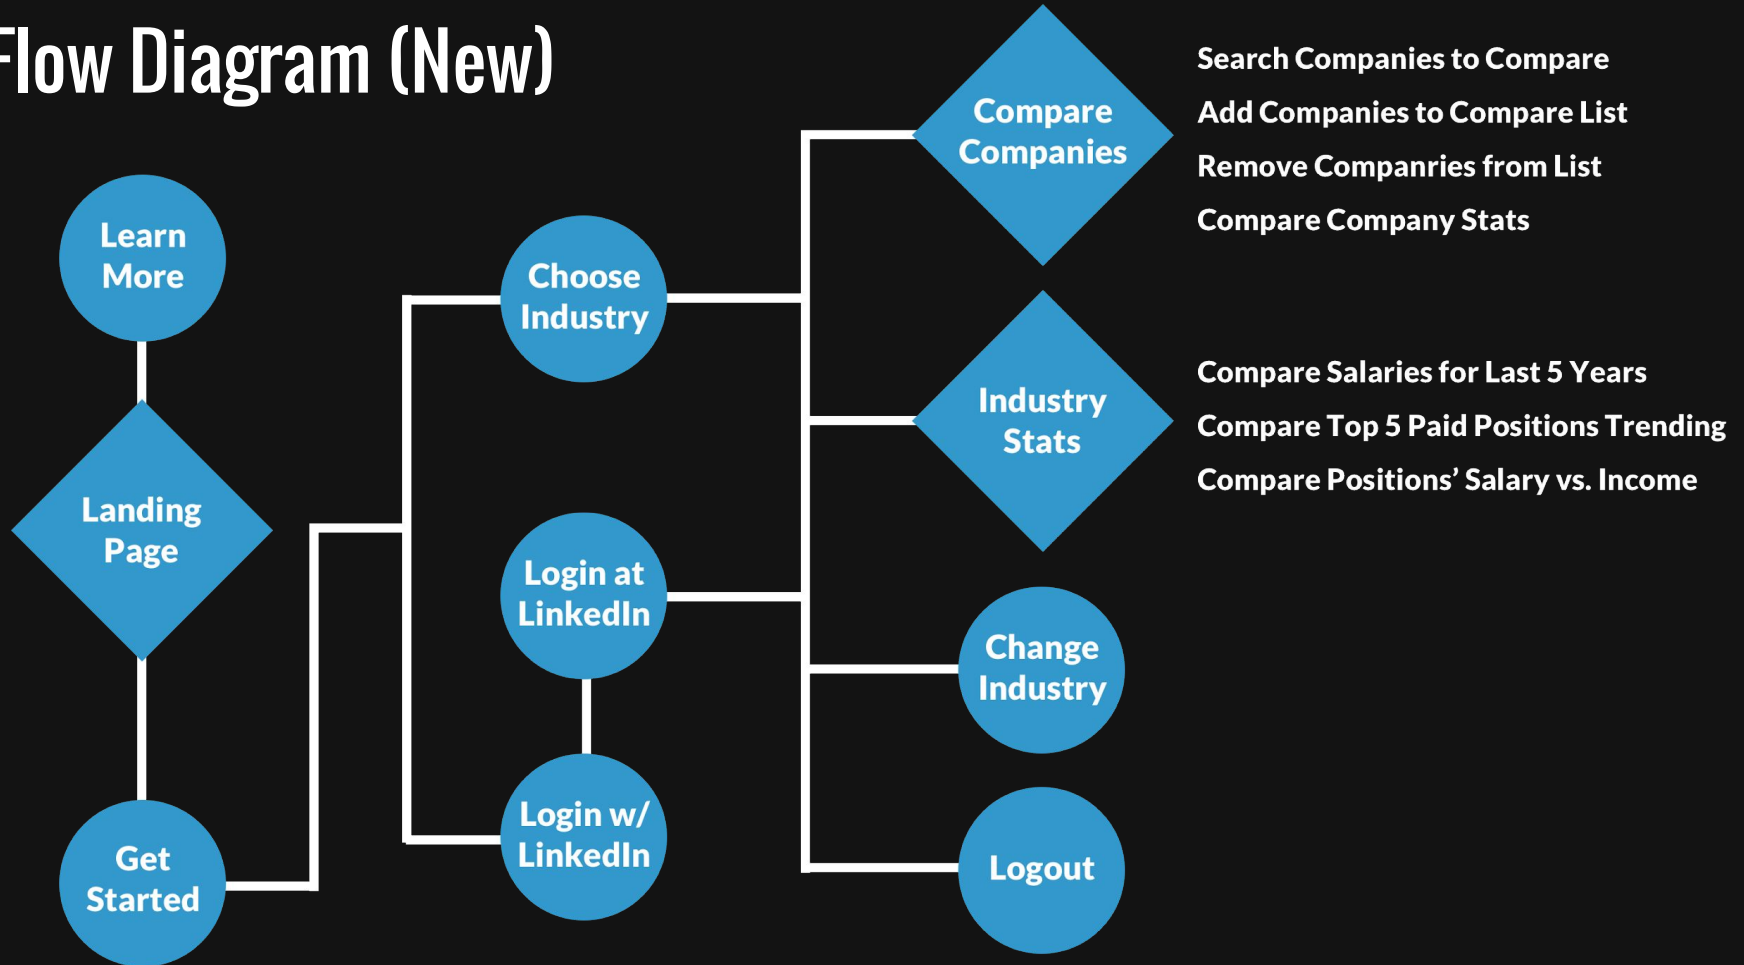 Flow Diagram (New)
Learn
More
Landing
Page
Get
Started
Choose
Industry
Login at
LinkedIn
Login w/
LinkedIn
Compare
Companies
Search Companies to Compare
Add Companies to Compare List
Remove Companries from List
Compare Company Stats
Industry
Stats
Compare Salaries for Last 5 Years
Compare Top 5 Paid Positions Trending
Compare Positions’ Salary vs. Income
Change
Industry
Logout